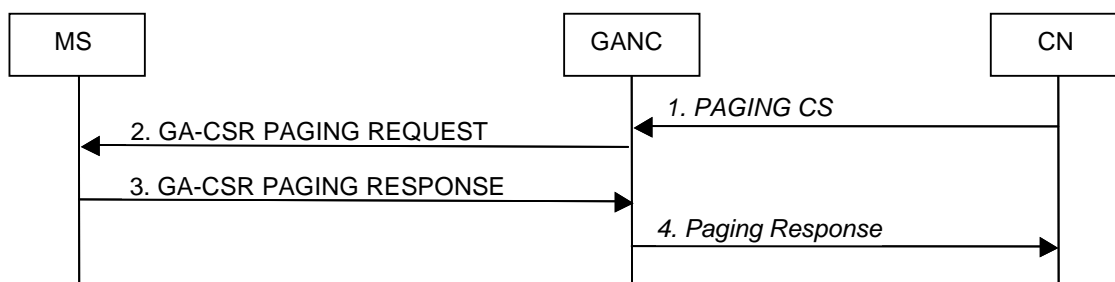 MS
GANC
CN
1. PAGING CS
2. GA-CSR PAGING REQUEST
3. GA-CSR PAGING RESPONSE
4. Paging Response